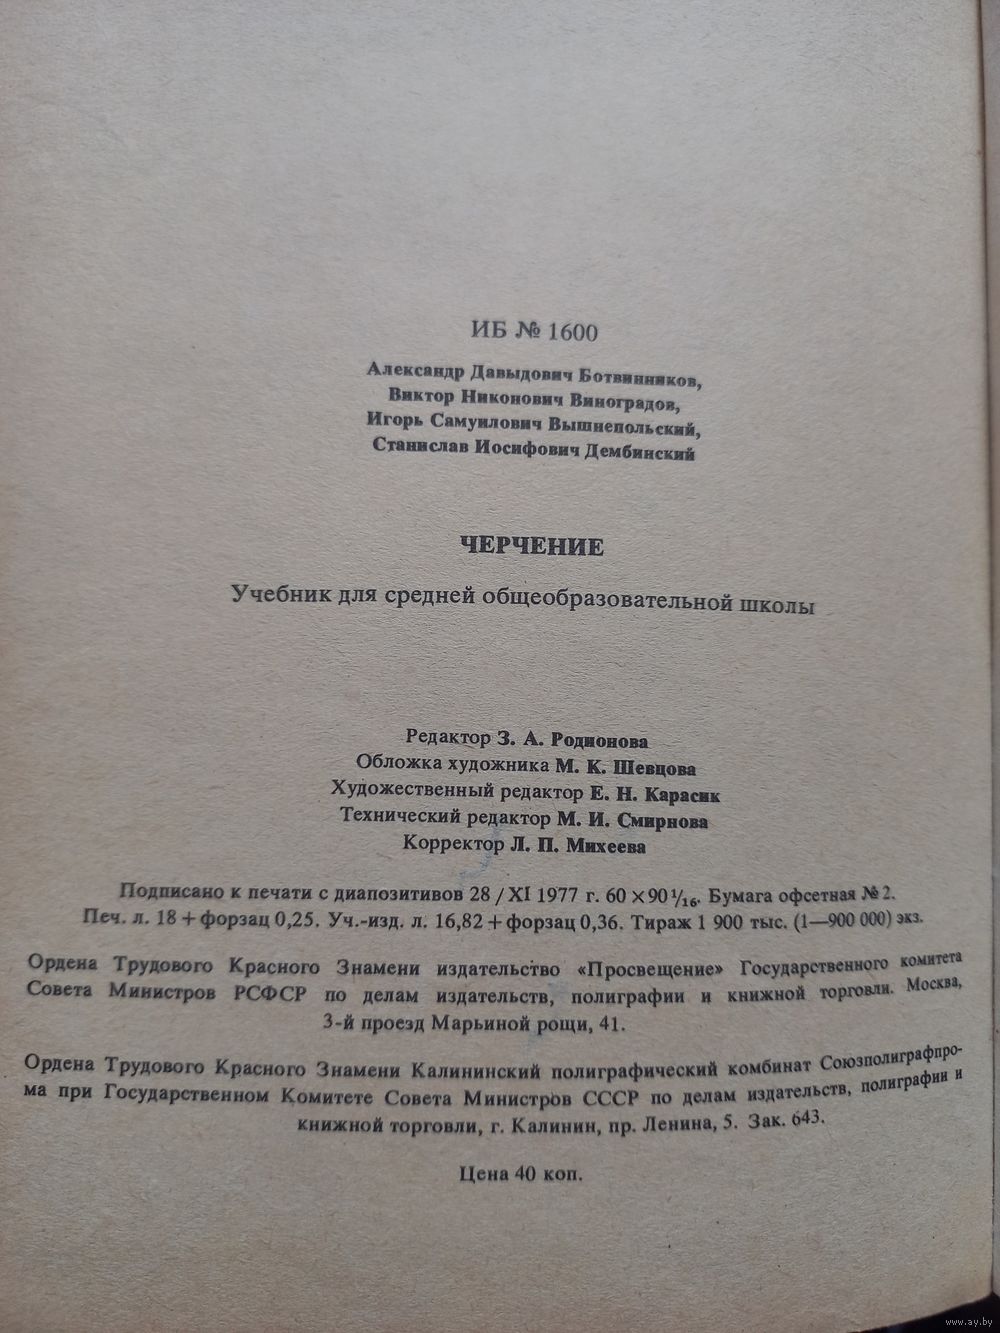 ИБ № 1600
Александр Давыдович Ботвинников,
Виктор Никонович Виноградов,
Игорь Самуилович Вышнепольский,
Станислав Иосифович Дембинский
ЧЕРЧЕНИЕ
Учебник для средней общеобразовательной школы
Редактор З. А. Родионова
Обложка художника М. К. Шевцова
Художественный редактор Е. Н. Карасик
Технический редактор М. И. Смирнова
Корректор Л. П. Михеева
Подписано к печати с диапозитивов 28 / XI 1977 г. 60 × 90 1/16. Бумага офсетная № 2.
Печ. л. 18 + форзац 0,25. Уч.-изд. л. 16,82 + форзац 0,36. Тираж 1 900 тыс. (1—900 000) экз.
Ордена Трудового Красного Знамени издательство «Просвещение» Государственного комитета
Совета Министров РСФСР по делам издательств, полиграфии и книжной торговли. Москва,
3-й проезд Марьиной рощи, 41.
Ордена Трудового Красного Знамени Калининский полиграфический комбинат Союзполиграфпро-
ма при Государственном Комитете Совета Министров СССР по делам издательств, полиграфии и
книжной торговли, г. Калинин, пр. Ленина, 5. Зак. 643.
Цена 40 коп.
www.ay.by